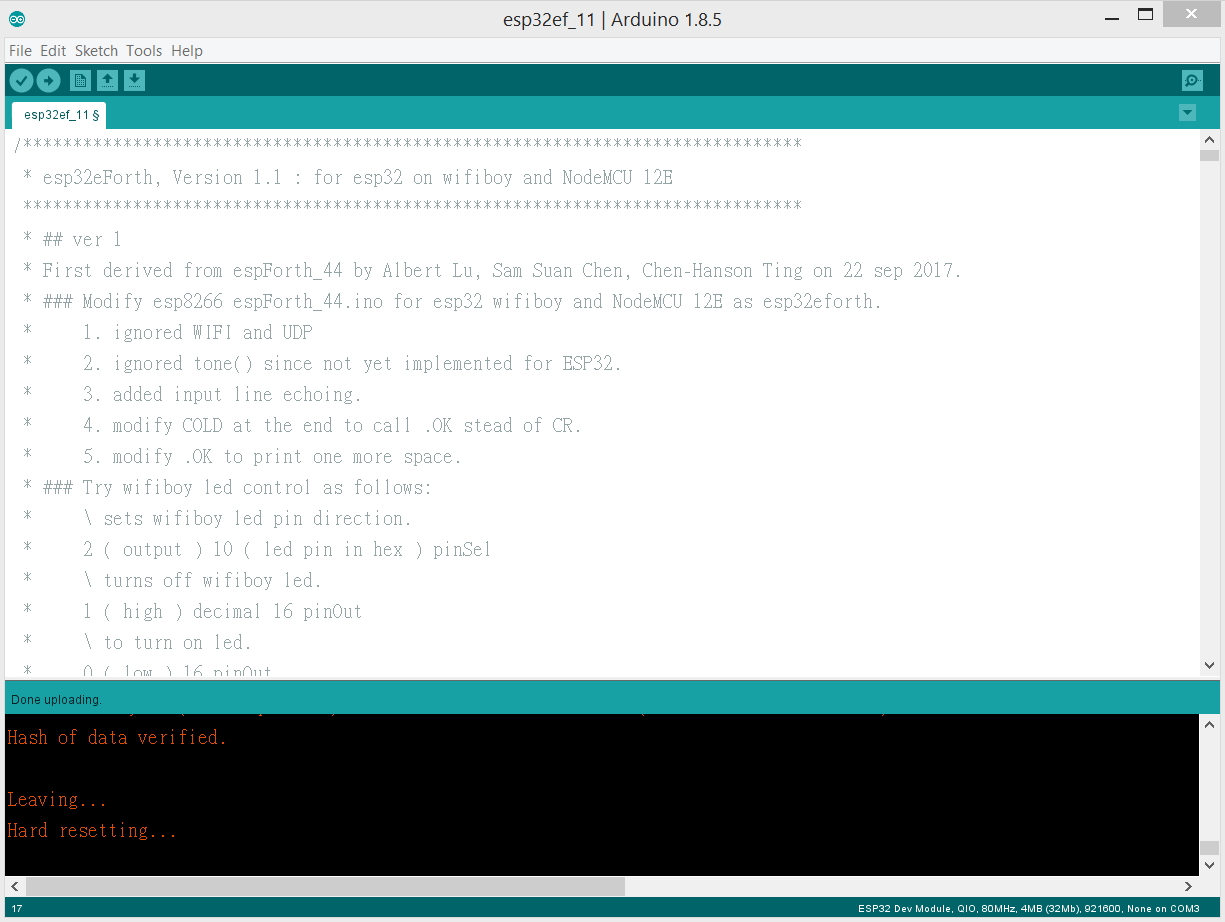 esp32ef_11 | Arduino 1.8.5
File Edit Sketch Tools Help
esp32ef_11 §
/******************************************************************************
* esp32eForth, Version 1.1 : for esp32 on wifiboy and NodeMCU 12E
******************************************************************************
* ## ver 1
* First derived from espForth_44 by Albert Lu, Sam Suan Chen, Chen-Hanson Ting on 22 sep 2017.
* ### Modify esp8266 espForth_44.ino for esp32 wifiboy and NodeMCU 12E as esp32eforth.
* 1. ignored WIFI and UDP
* 2. ignored tone() since not yet implemented for ESP32.
* 3. added input line echoing.
* 4. modify COLD at the end to call .OK stead of CR.
* 5. modify .OK to print one more space.
* ### Try wifiboy led control as follows:
* \ sets wifiboy led pin direction.
* 2 ( output ) 10 ( led pin in hex ) pinSel
* \ turns off wifiboy led.
* 1 ( high ) decimal 16 pinOut
* \ to turn on led.
* 0 ( low ) 16 pinOut
Done uploading.
Hash of data verified.
Leaving...
Hard resetting...
17
ESP32 Dev Module, QIO, 80MHz, 4MB (32Mb), 921600, None on COM3